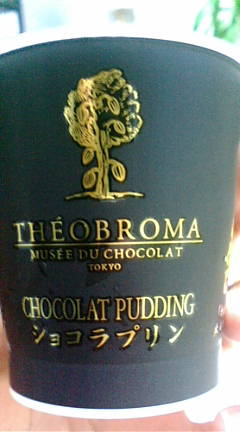 THÉOBROMA
MUSÉE DU CHOCOLAT
TOKYO
CHOCOLAT PUDDING
ショコラプリン